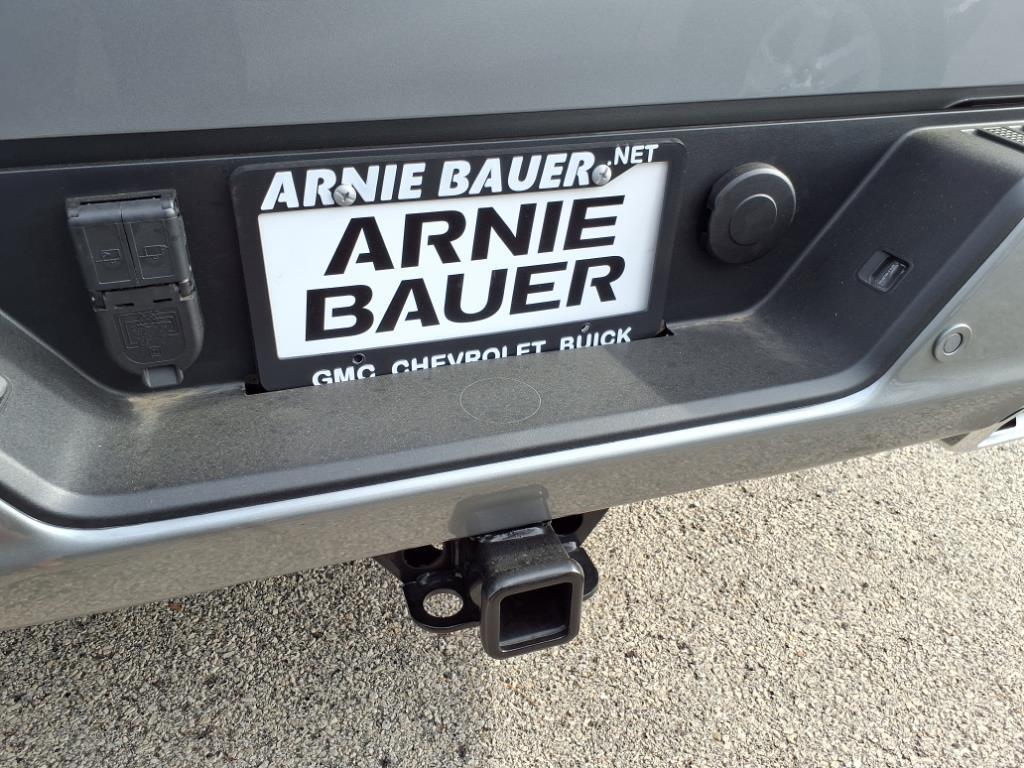 ARNIE BAUER.NET
ARNIE
BAUER
GMC CHEVROLET BUICK